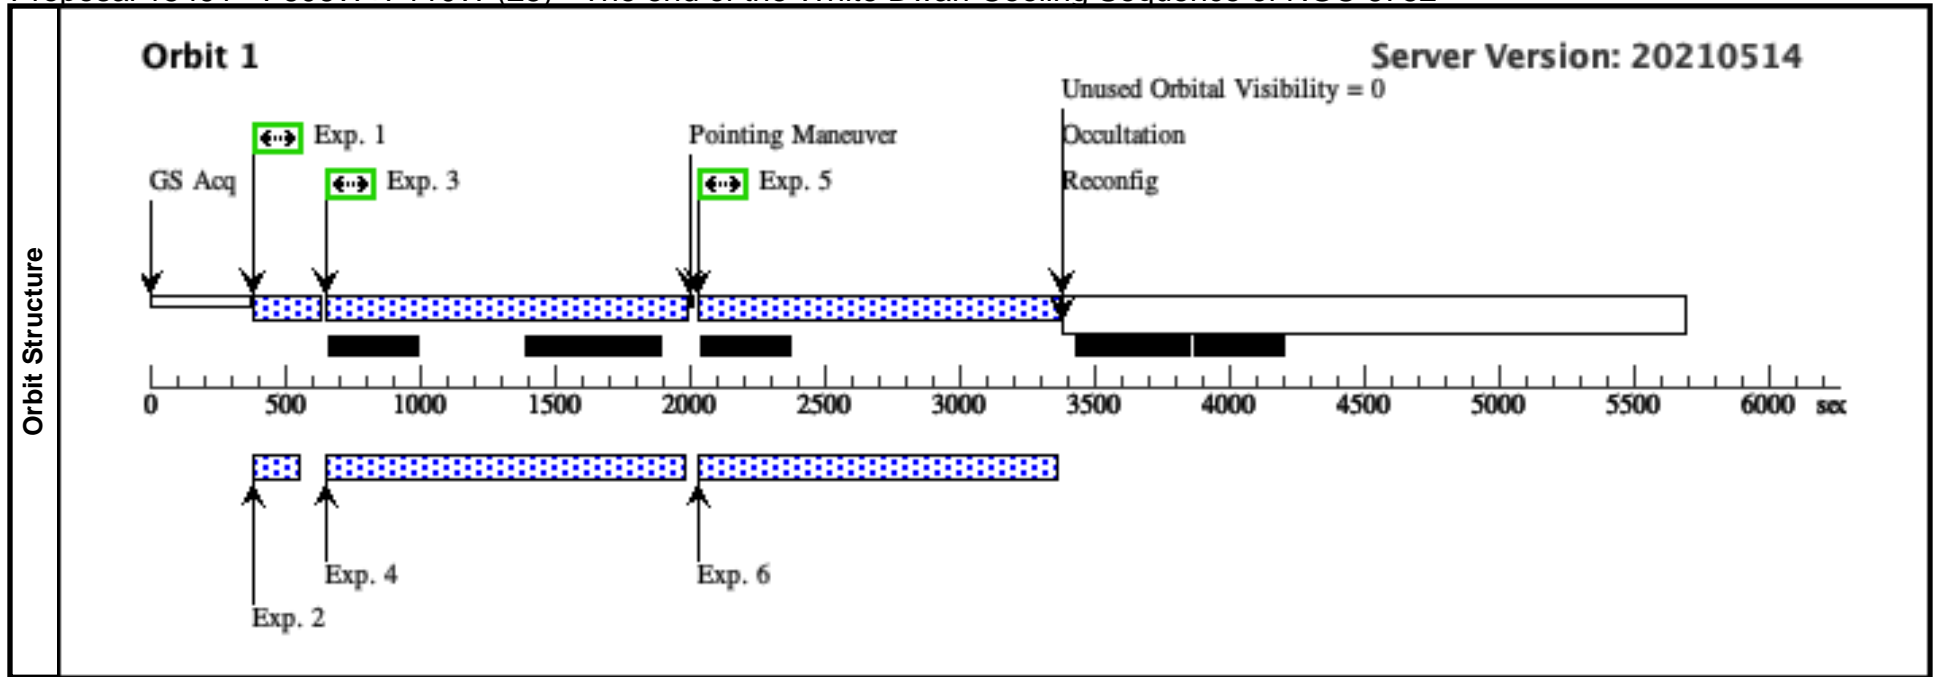 Orbit 1
Server Version: 20210514
Unused Orbital Visibility = 0
Exp. 1
Pointing Maneuver
Occultation
GS Acq
Exp. 3
Exp. 5
Reconfig
Orbit Structure
0 500 1000 1500 2000 2500 3000 3500 4000 4500 5000 5500 6000 sec
Exp. 4
Exp. 6
Exp. 2